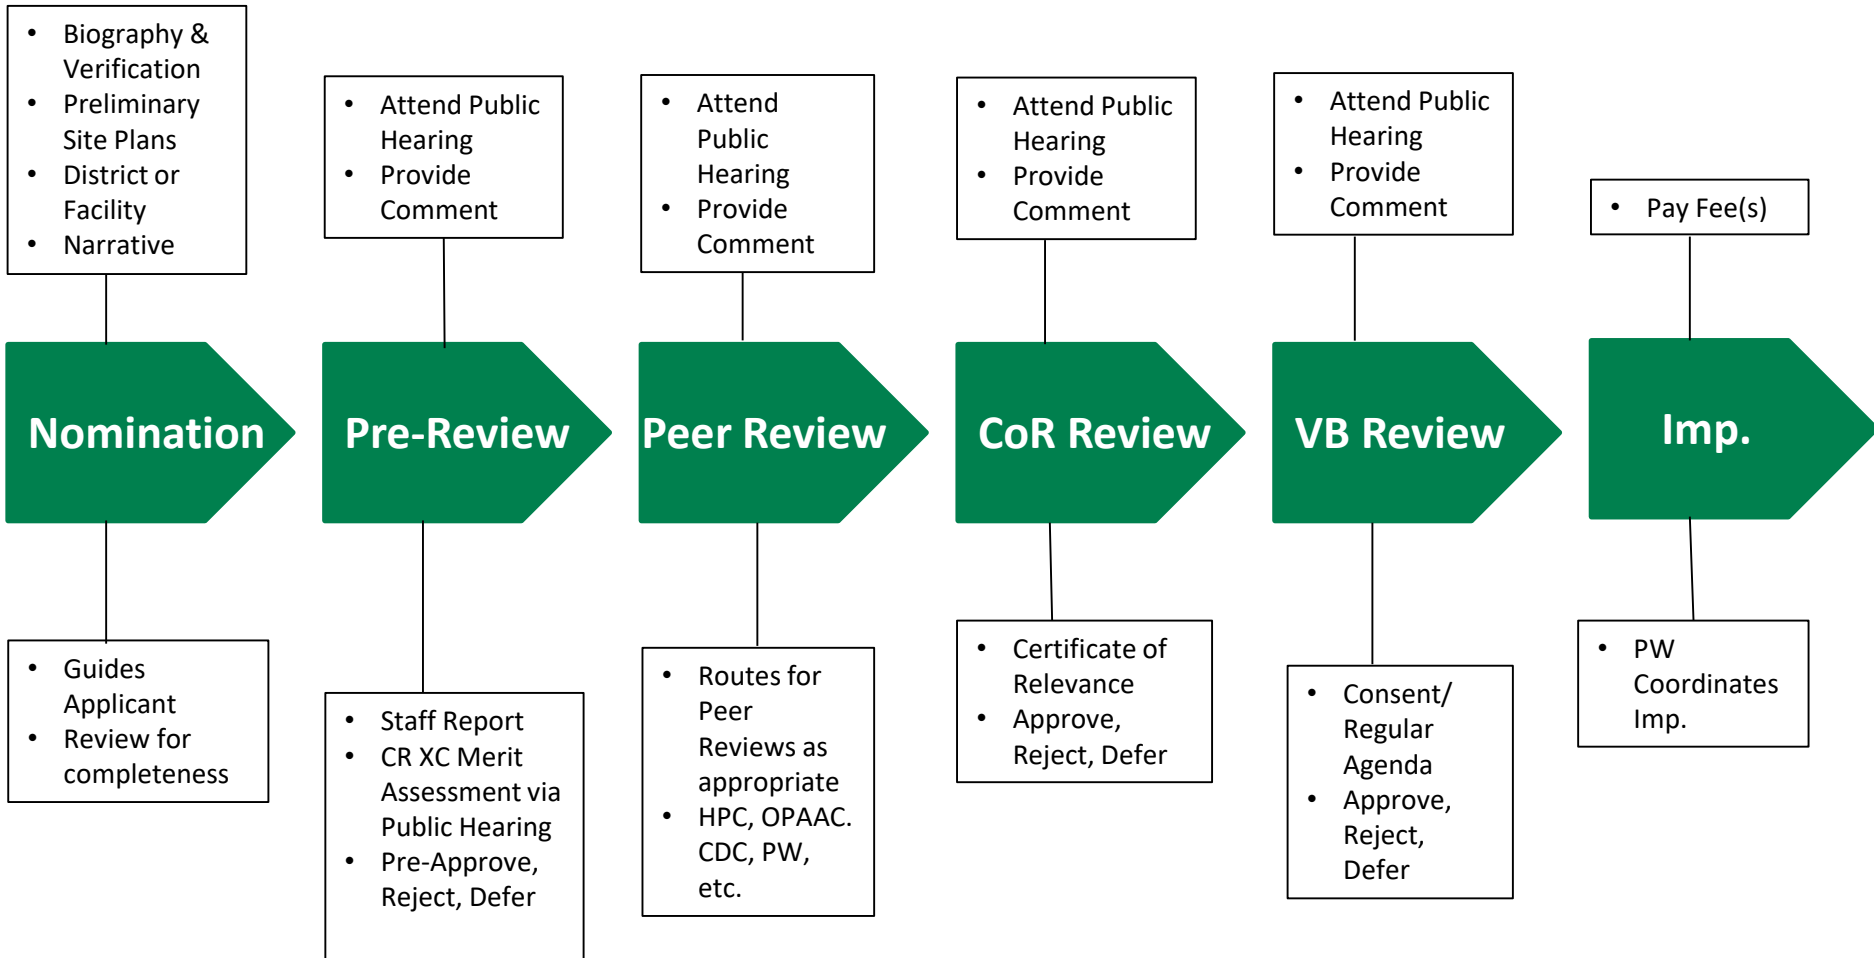 • Biography &
Verification
• Preliminary
Site Plans
• District or
Facility
• Narrative
• Attend Public
Hearing
• Provide
Comment
• Attend
Public
Hearing
• Provide
Comment
• Attend Public
Hearing
• Provide
Comment
• Attend Public
Hearing
• Provide
Comment
• Pay Fee(s)
Nomination
Pre-Review
Peer Review
CoR Review
VB Review
Imp.
• Guides
Applicant
• Review for
completeness
• Staff Report
• CR XC Merit
Assessment via
Public Hearing
• Pre-Approve,
Reject, Defer
• Routes for
Peer
Reviews as
appropriate
• HPC, OPAAC.
CDC, PW,
etc.
• Certificate of
Relevance
• Approve,
Reject, Defer
• Consent/
Regular
Agenda
• Approve,
Reject,
Defer
• PW
Coordinates
Imp.